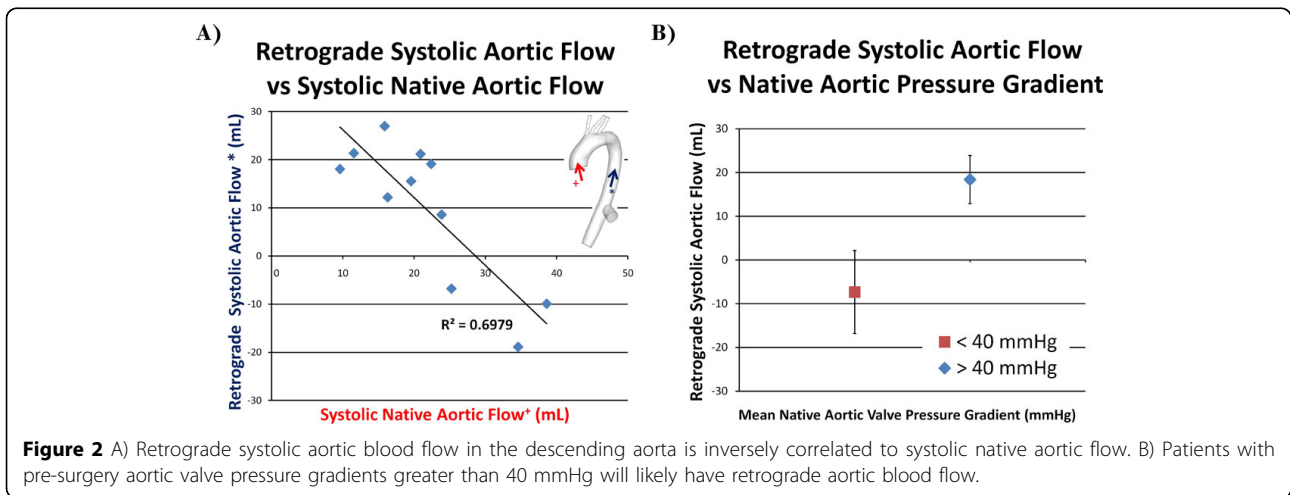 A)
Retrograde Systolic Aortic Flow
vs Systolic Native Aortic Flow
Retrograde Systolic Aortic Flow * (mL)
30
20
10
0
-10
-20
-30
0 10 20 30 40 50
+
*
R² = 0.6979
Systolic Native Aortic Flow⁺ (mL)
B)
Retrograde Systolic Aortic Flow
vs Native Aortic Pressure Gradient
Retrograde Systolic Aortic Flow (mL)
30
20
10
0
-10
-20
-30
< 40 mmHg
> 40 mmHg
Mean Native Aortic Valve Pressure Gradient (mmHg)
Figure 2 A) Retrograde systolic aortic blood flow in the descending aorta is inversely correlated to systolic native aortic flow. B) Patients with
pre-surgery aortic valve pressure gradients greater than 40 mmHg will likely have retrograde aortic blood flow.